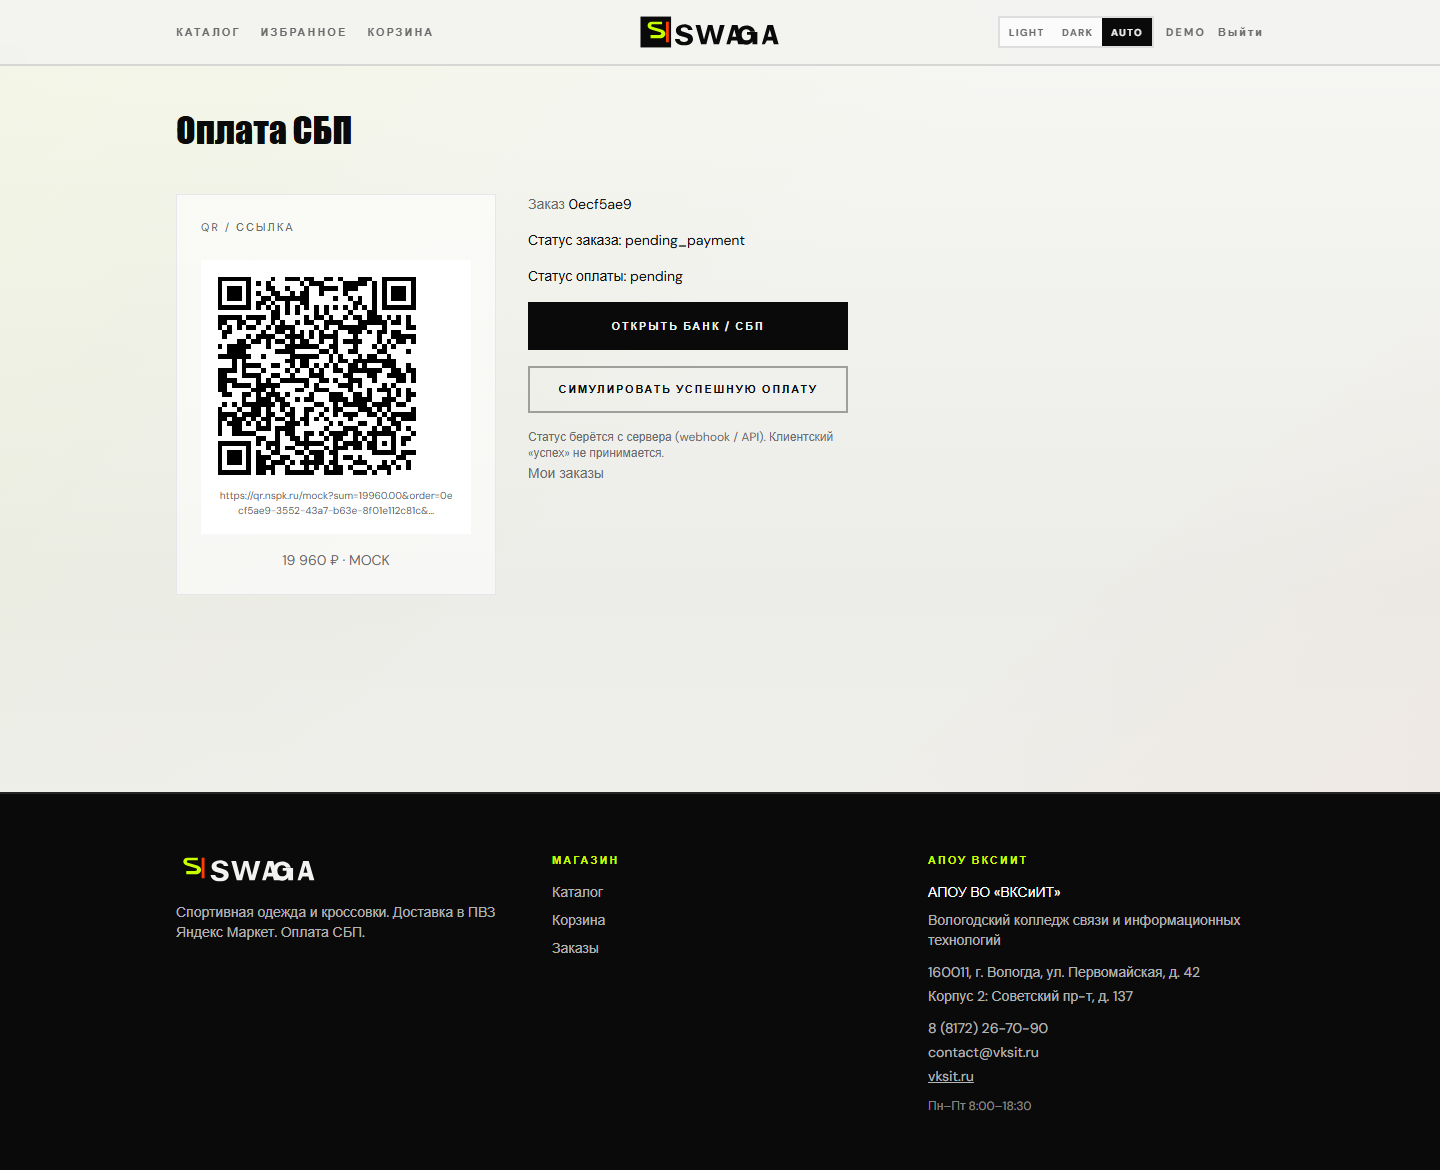 КАТАЛОГ ИЗБРАННОЕ КОРЗИНА
SWAGA
LIGHT DARK AUTO
DEMO Выйти
Оплата СБП
QR / ССЫЛКА
https://qr.nspk.ru/mock?sum=19960.00&order=0e
cf5ae9-3552-43a7-b63e-8f01e112c81c&...
19 960 ₽ · МОСК
Заказ 0ecf5ae9
Статус заказа: pending_payment
Статус оплаты: pending
ОТКРЫТЬ БАНК / СБП
СИМУЛИРОВАТЬ УСПЕШНУЮ ОПЛАТУ
Статус берётся с сервера (webhook / API). Клиентский
«успех» не принимается.
Мои заказы
SWAGA
Спортивная одежда и кроссовки. Доставка в ПВЗ
Яндекс Маркет. Оплата СБП.
МАГАЗИН
Каталог
Корзина
Заказы
АПОУ ВКСИИТ
АПОУ ВО «ВКСиИТ»
Вологодский колледж связи и информационных
технологий
160011, г. Вологда, ул. Первомайская, д. 42
Корпус 2: Советский пр-т, д. 137
8 (8172) 26-70-90
contact@vksit.ru
vksit.ru
Пн–Пт 8:00–18:30